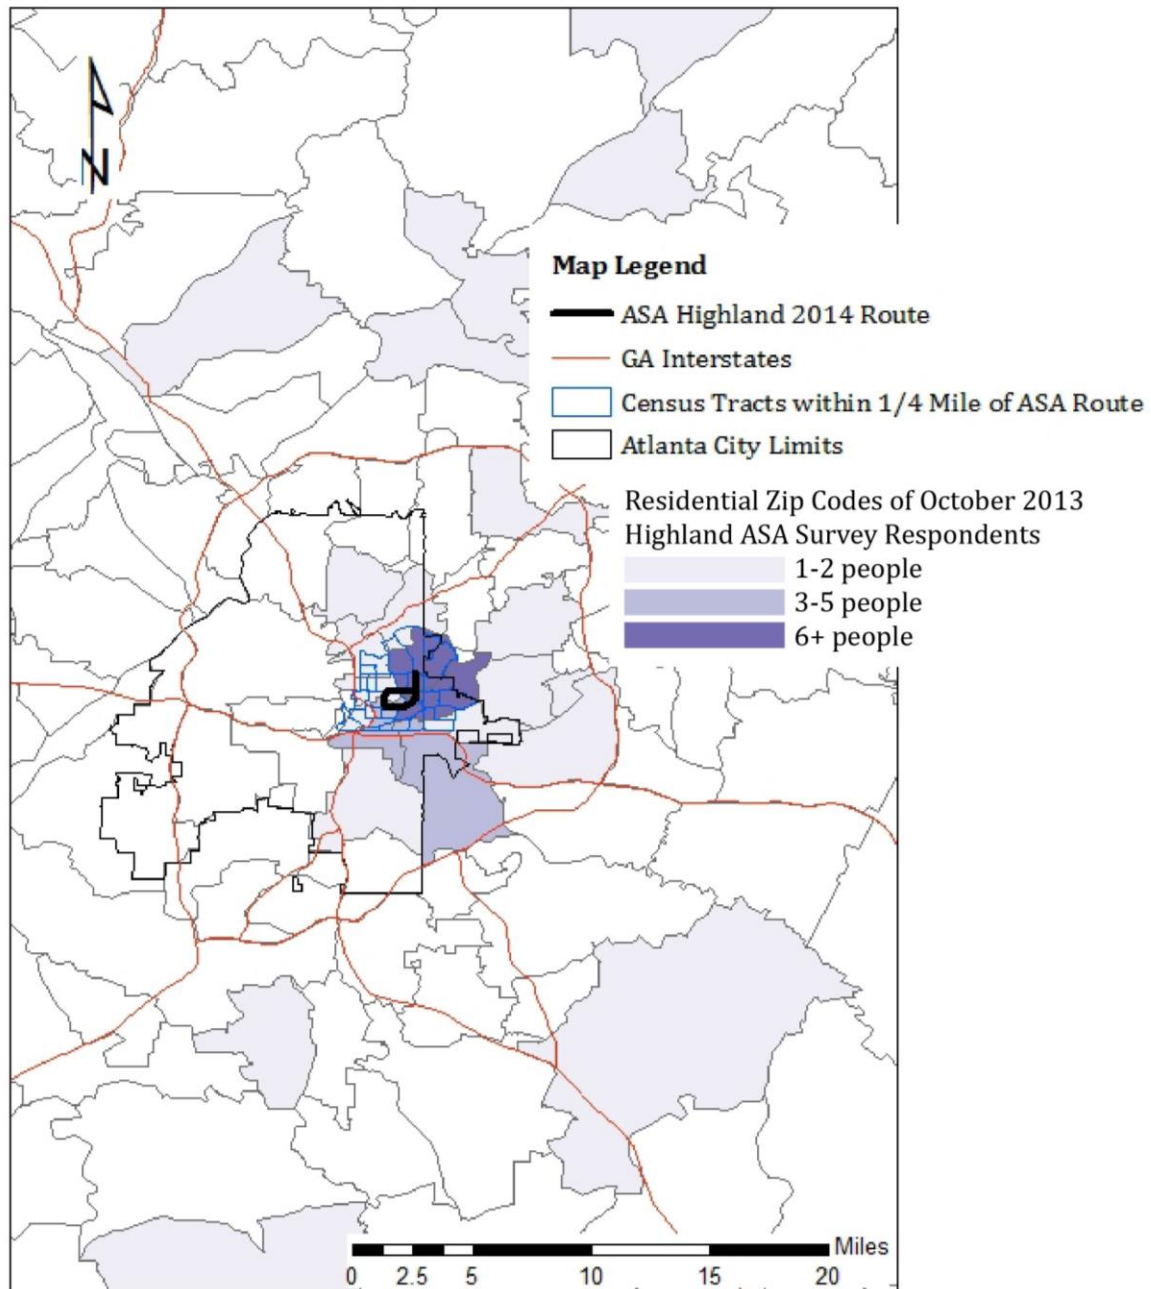 N
Map Legend
ASA Highland 2014 Route
GA Interstates
Census Tracts within 1/4 Mile of ASA Route
Atlanta City Limits
Residential Zip Codes of October 2013
Highland ASA Survey Respondents
1-2 people
3-5 people
6+ people
Miles
0 2.5 5 10 15 20